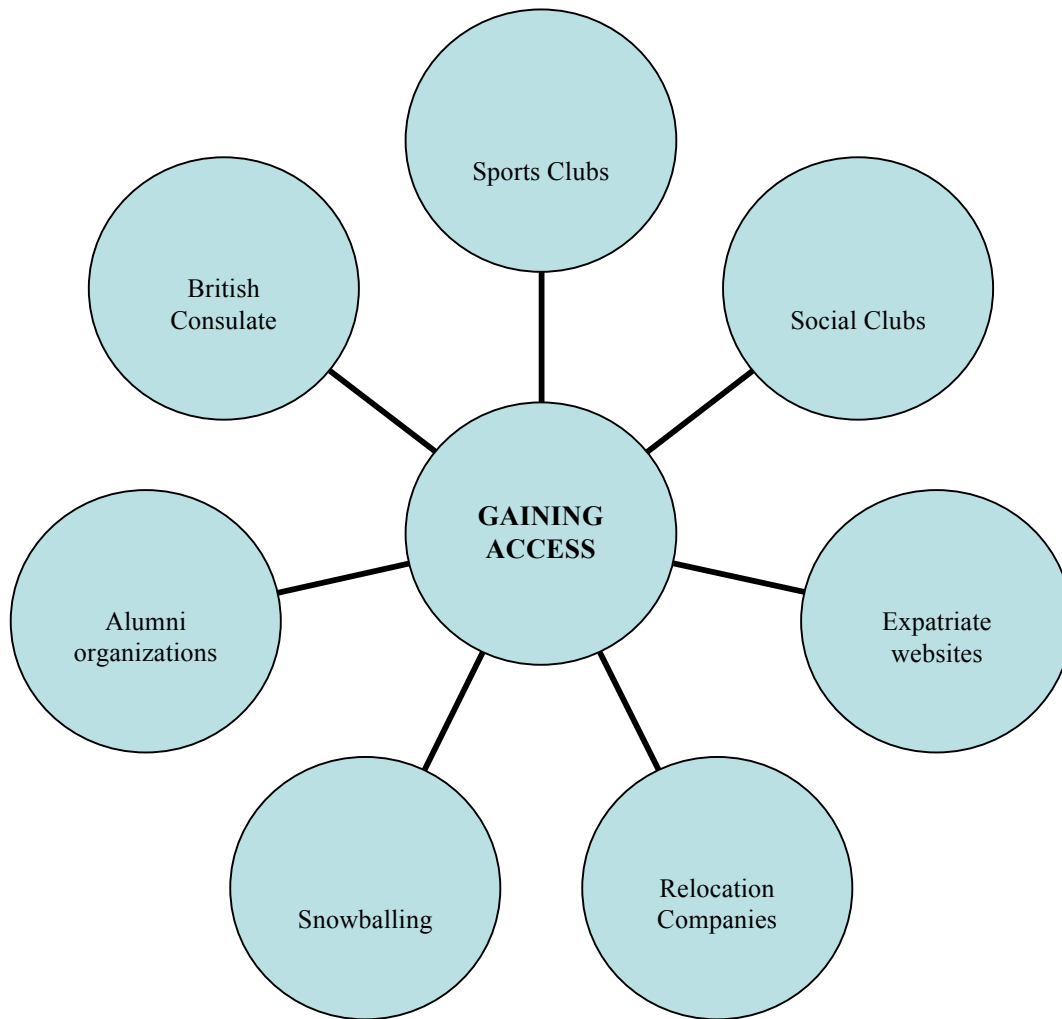 Sports Clubs
British
Consulate
Social Clubs
GAINING
ACCESS
Alumni
organizations
Expatriate
websites
Snowballing
Relocation
Companies